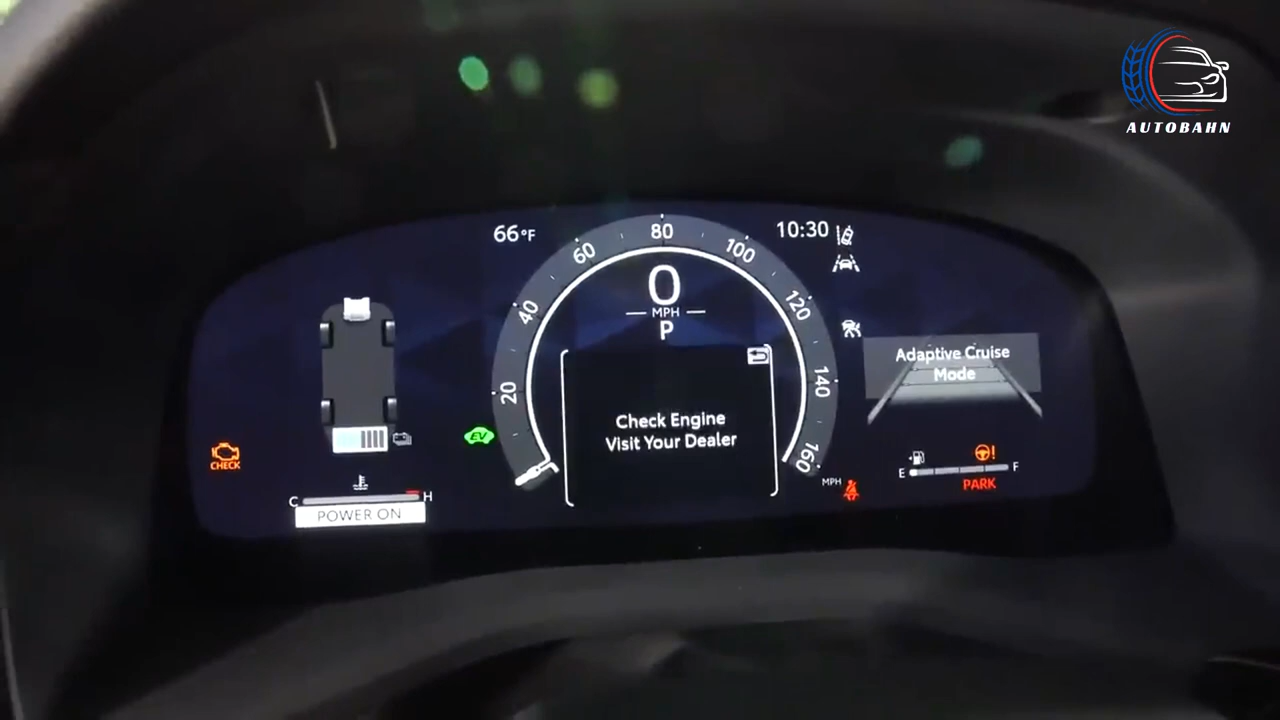 AUTOBAHN
66°F
10:30
20
40
60
80
100
120
140
160
MPH
0
MPH
P
Check Engine
Visit Your Dealer
Adaptive Cruise
Mode
EV
CHECK
C
H
POWER ON
E
F
!
PARK